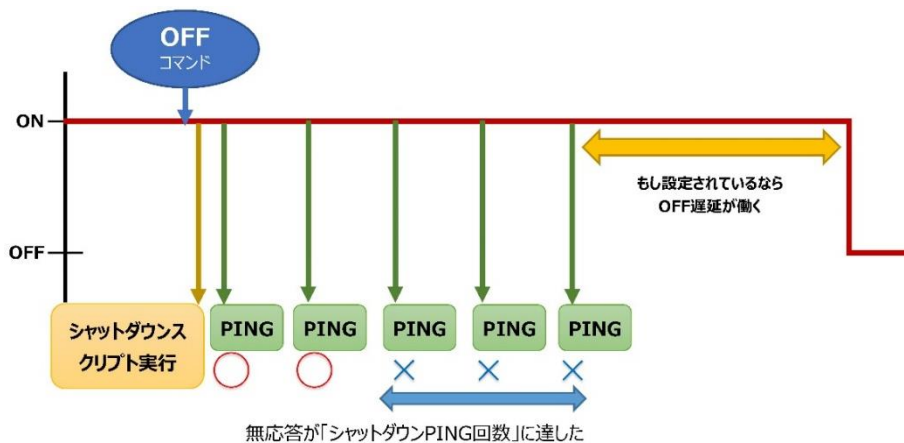 OFF
コマンド
ON
もし設定されているなら
OFF遅延が働く
OFF
シャットダウンス
クリプト実行
PING
PING
PING
PING
PING
無応答が「シャットダウンPING回数」に達した